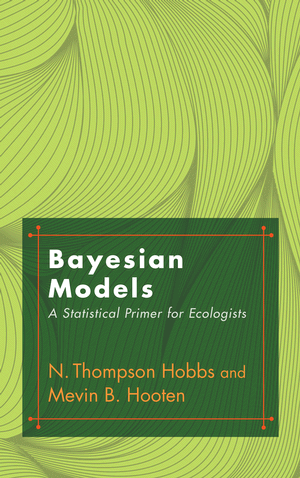 Bayesian
Models
A Statistical Primer for Ecologists
N. Thompson Hobbs and
Mevin B. Hooten